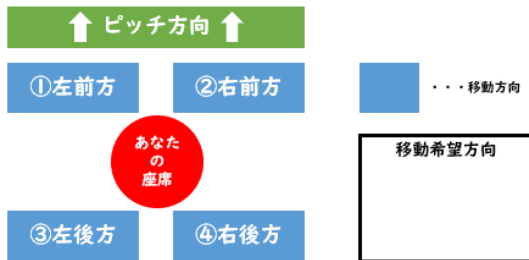 ピッチ方向
①左前方
②右前方
・・・移動方向
あなた
の
座席
移動希望方向
③左後方
④右後方